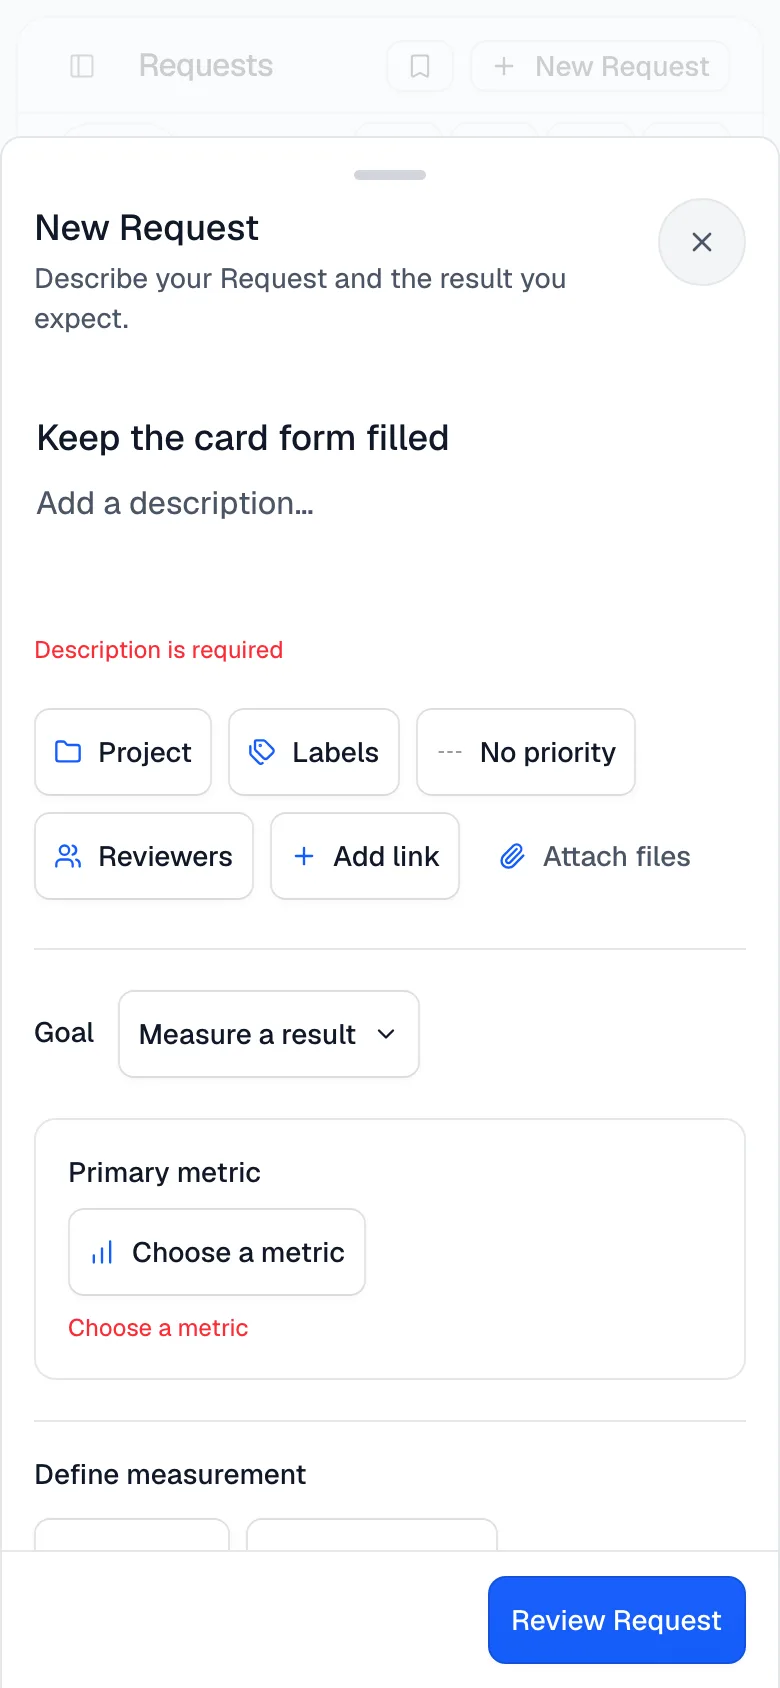 Requests
New Request
New Request
Describe your Request and the result you
expect.
Keep the card form filled
Add a description...
Description is required
Project
Labels
No priority
Reviewers
Add link
Attach files
Goal
Measure a result
Primary metric
Choose a metric
Choose a metric
Define measurement
Review Request